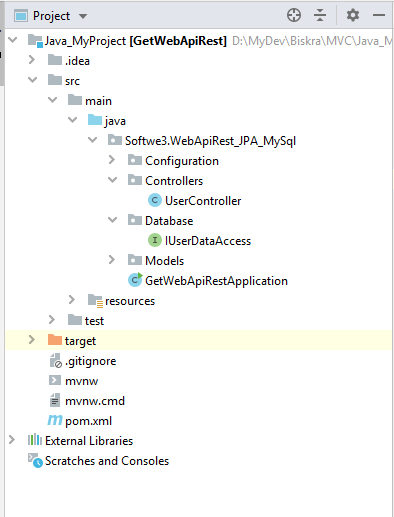 Project
Java_MyProject [GetWebApiRest] D:\MyDev\Biskra\MVC\Java_M
.idea
src
main
java
Softwe3.WebApiRest_JPA_MySql
Configuration
Controllers
UserController
Database
IUserDataAccess
Models
GetWebApiRestApplication
resources
test
target
.gitignore
mvnw
mvnw.cmd
pom.xml
External Libraries
Scratches and Consoles